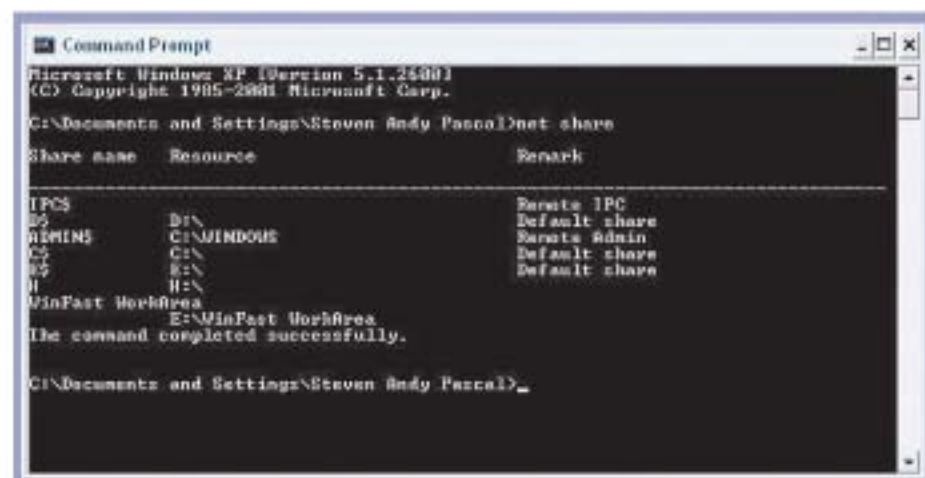 Command Prompt
Microsoft Windows XP [Version 5.1.2600]
(C) Copyright 1985-2001 Microsoft Corp.
C:\Documents and Settings\Steven Andy Pascal>net share
Share name Resource Remark
-------------------------------------------------------------------------------
IPC$ Remote IPC
D$ D:\ Default share
ADMIN$ C:\WINDOWS Remote Admin
C$ C:\ Default share
E$ E:\ Default share
H H:\
WinFast WorkArea
E:\WinFast WorkArea
The command completed successfully.
C:\Documents and Settings\Steven Andy Pascal>_